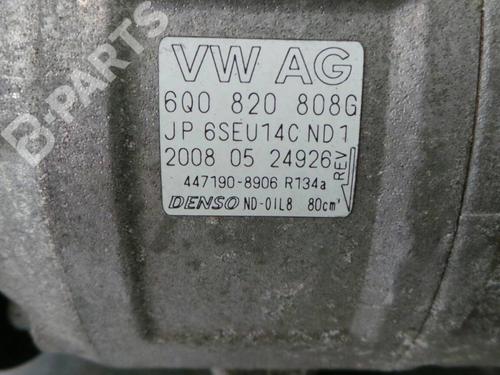 VW AG
6Q0 820 808G
JP 6SEU14C ND1
2008 05 24926
REV
447190-8906 R134a
DENSO ND-OIL8 80cm³
B-PARTS